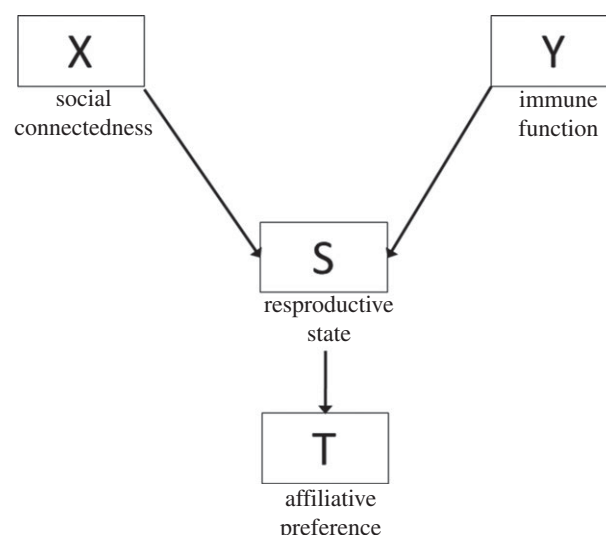 X
social
connectedness
Y
immune
function
S
resproductive
state
T
affiliative
preference